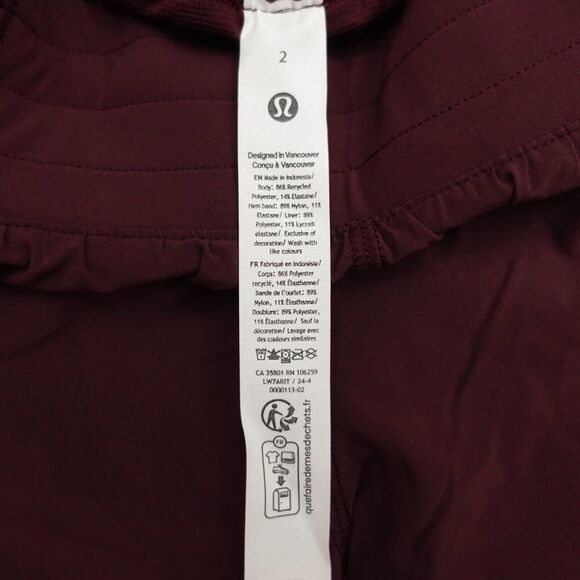 2
Designed in Vancouver
Conçu à Vancouver
EN Made in Indonesia/
Body: 86% Recycled
Polyester, 14% Elastane/
Hem band: 89% Nylon, 11%
Elastane/ Liner: 89%
Polyester, 11% Lycra®
elastane/ Exclusive of
decoration/ Wash with
like colours
FR Fabriqué en Indonésie/
Corps: 86% Polyester
recyclé, 14% Élasthanne/
Bande de l'ourlet: 89%
Nylon, 11% Élasthanne/
Doublure: 89% Polyester,
11% Élasthanne/ Sauf la
décoration/ Lavage avec
des couleurs similaires
CA 35801 RN 106259
LW7ARIT / 24-4
0000113-02
FR
quefairedemesdechets.fr